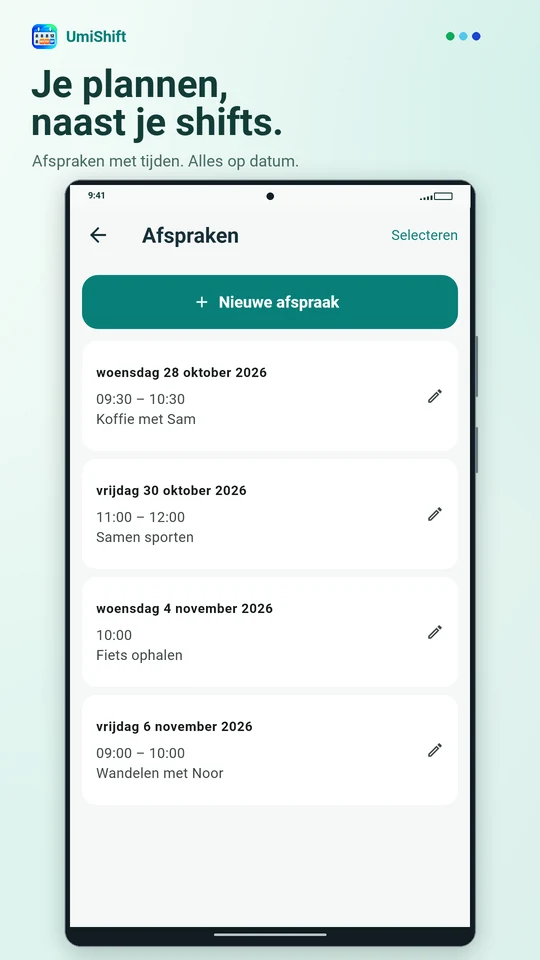 UmiShift
Je plannen,
naast je shifts.
Afspraken met tijden. Alles op datum.
9:41
Afspraken
Selecteren
+ Nieuwe afspraak
woensdag 28 oktober 2026
09:30 – 10:30
Koffie met Sam
vrijdag 30 oktober 2026
11:00 – 12:00
Samen sporten
woensdag 4 november 2026
10:00
Fiets ophalen
vrijdag 6 november 2026
09:00 – 10:00
Wandelen met Noor